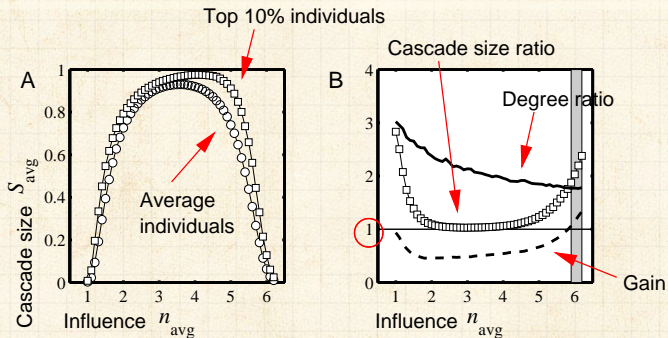 Top 10% individuals
A
Cascade size S_avg
1
0.8
0.6
0.4
0.2
0
1 2 3 4 5 6
Influence n_avg
Average
individuals
B
Cascade size ratio
Degree ratio
4
3
2
1
0
1 2 3 4 5 6
Influence n_avg
Gain